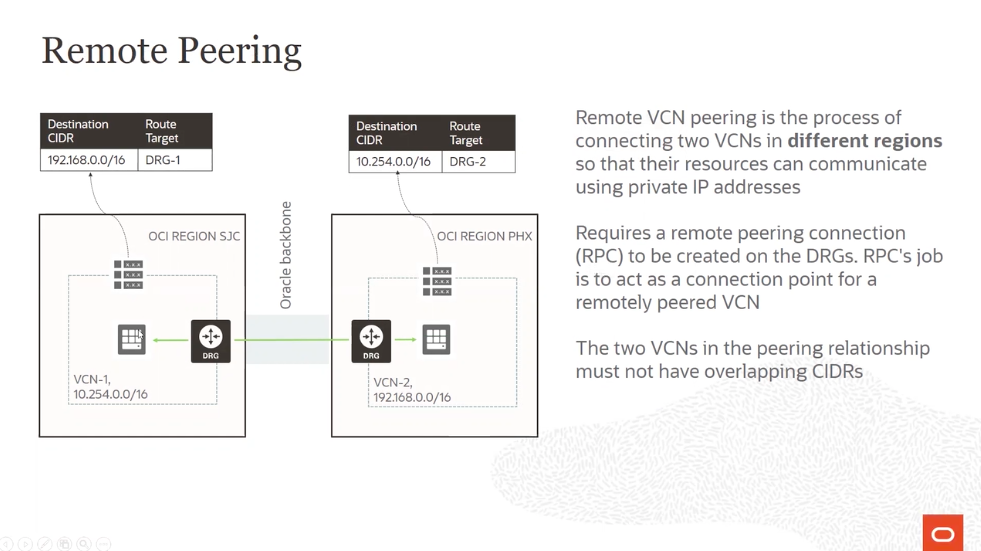 Remote Peering
Destination
CIDR
Route
Target
192.168.0.0/16
DRG-1
Destination
CIDR
Route
Target
10.254.0.0/16
DRG-2
OCI REGION SJC
DRG
VCN-1,
10.254.0.0/16
Oracle backbone
OCI REGION PHX
DRG
VCN-2,
192.168.0.0/16
Remote VCN peering is the process of
connecting two VCNs in different regions
so that their resources can communicate
using private IP addresses
Requires a remote peering connection
(RPC) to be created on the DRGs. RPC's job
is to act as a connection point for a
remotely peered VCN
The two VCNs in the peering relationship
must not have overlapping CIDRs